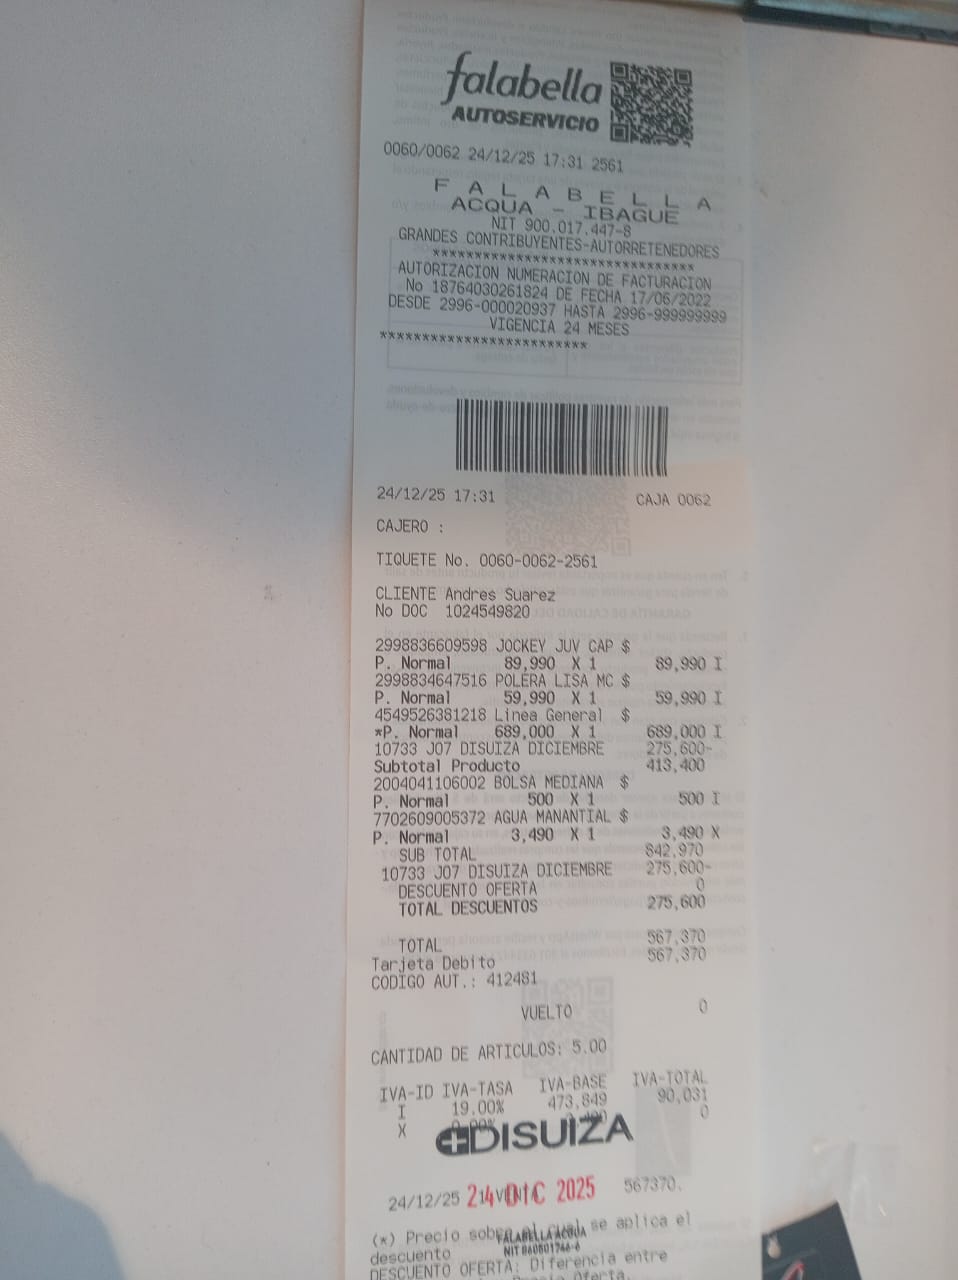 falabella
AUTOSERVICIO
0060/0062 24/12/25 17:31 2561
F A L A B E L L A
ACQUA - IBAGUE
NIT 900.017.447-8
GRANDES CONTRIBUYENTES-AUTORRETENEDORES
*********************************
AUTORIZACION NUMERACION DE FACTURACION
No 18764030261824 DE FECHA 17/06/2022
DESDE 2996-000020937 HASTA 2996-999999999
VIGENCIA 24 MESES
**************************
24/12/25 17:31 CAJA 0062
CAJERO :
TIQUETE No. 0060-0062-2561
CLIENTE Andres Suarez
No DOC 1024549820
2998836609598 JOCKEY JUV CAP $
P. Normal 89,990 X 1 89,990 I
2998834647516 POLERA LISA MC $
P. Normal 59,990 X 1 59,990 I
4549526381218 Linea General $
*P. Normal 689,000 X 1 689,000 I
10733 J07 DISUIZA DICIEMBRE 275,600-
Subtotal Producto 413,400
2004041106002 BOLSA MEDIANA $
P. Normal 500 X 1 500 I
7702609005372 AGUA MANANTIAL $
P. Normal 3,490 X 1 3,490 X
SUB TOTAL 842,970
10733 J07 DISUIZA DICIEMBRE 275,600-
DESCUENTO OFERTA 0
TOTAL DESCUENTOS 275,600
TOTAL 567,370
Tarjeta Debito 567,370
CODIGO AUT.: 412481
VUELTO 0
CANTIDAD DE ARTICULOS: 5.00
IVA-ID IVA-TASA IVA-BASE IVA-TOTAL
I 19.00% 473,849 90,031
X 0
DISUIZA
24/12/25 24 DIC 2025 567370.
(*) Precio sobre el cual se aplica el
FALABELLA ACQUA
descuento
DESCUENTO OFERTA: Diferencia entre
Oferta.